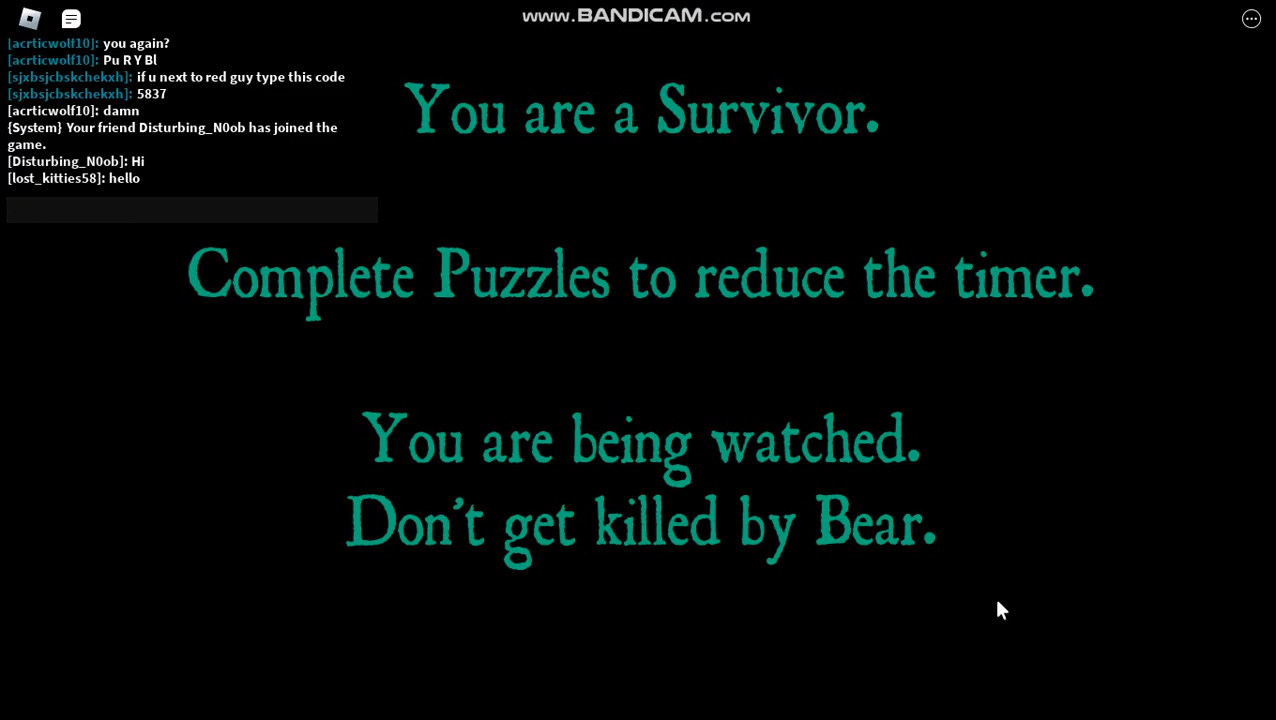 www.BANDICAM.com
[acrticwolf10]: you again?
[acrticwolf10]: Pu R Y Bl
[sjxbsjcbskchekxh]: if u next to red guy type this code
[sjxbsjcbskchekxh]: 5837
[acrticwolf10]: damn
{System} Your friend Disturbing_N0ob has joined the
game.
[Disturbing_N0ob]: Hi
[lost_kitties58]: hello
You are a Survivor.
Complete Puzzles to reduce the timer.
You are being watched.
Don't get killed by Bear.